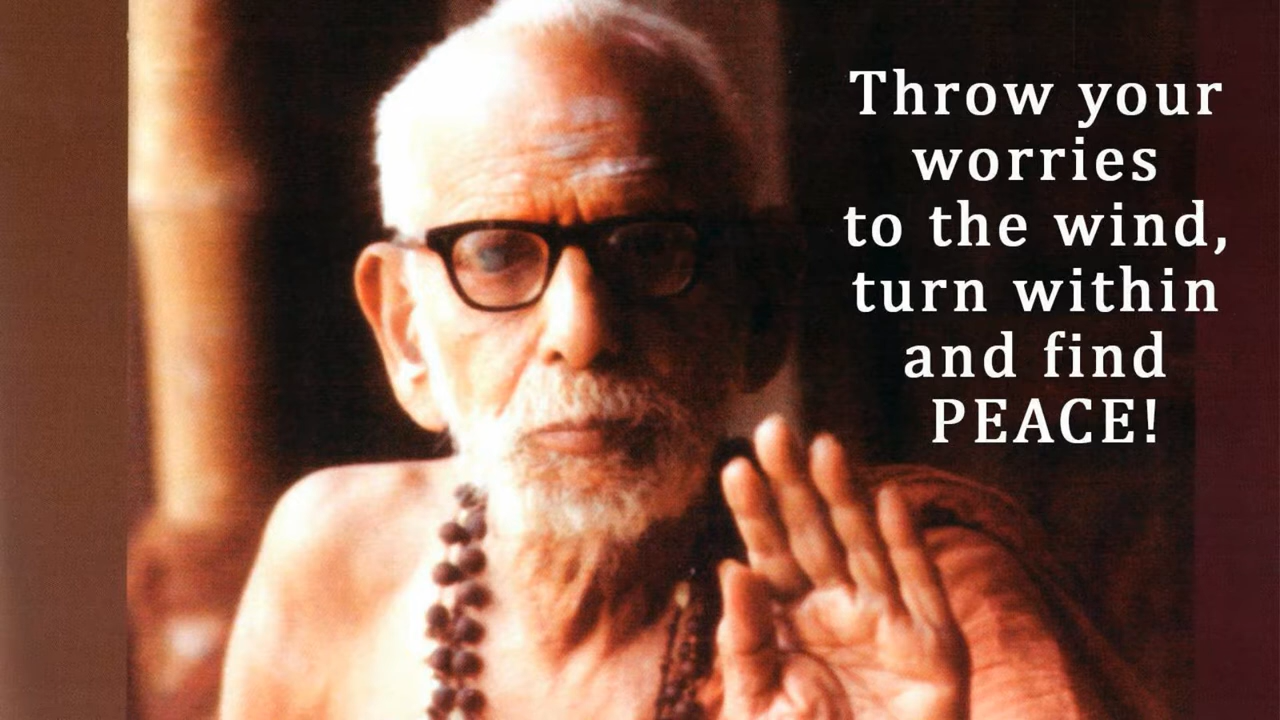 Throw your
worries
to the wind,
turn within
and find
PEACE!